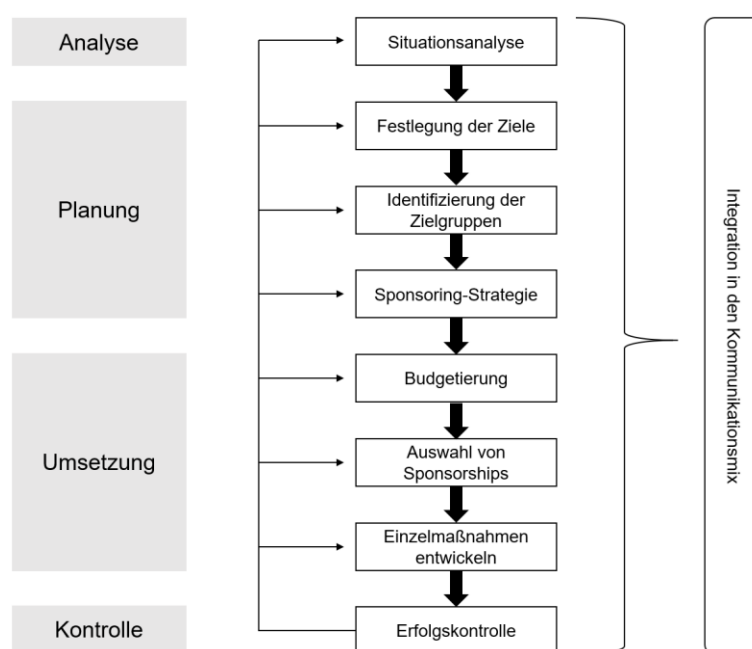 Analyse
Situationsanalyse
Planung
Festlegung der Ziele
Identifizierung der
Zielgruppen
Sponsoring-Strategie
Umsetzung
Budgetierung
Auswahl von
Sponsorships
Einzelmaßnahmen
entwickeln
Kontrolle
Erfolgskontrolle
Integration in den Kommunikationsmix